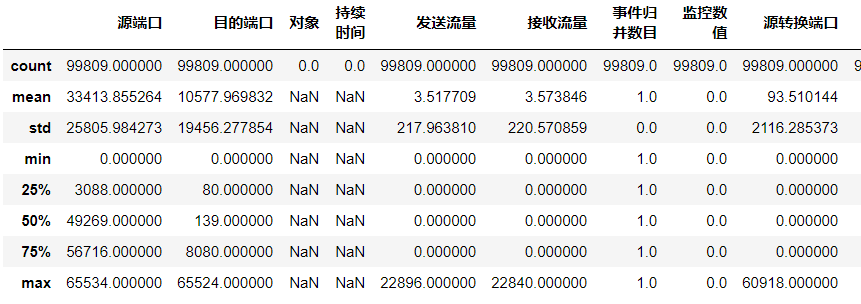 源端口 目的端口 对象 持续时间 发送流量 接收流量 事件归并数目 监控数值 源转换端口
count 99809.000000 99809.000000 0.0 0.0 99809.000000 99809.000000 99809.0 99809.0 99809.000000 9
mean 33413.855264 10577.969832 NaN NaN 3.517709 3.573846 1.0 0.0 93.510144
std 25805.984273 19456.277854 NaN NaN 217.963810 220.570859 0.0 0.0 2116.285373
min 0.000000 0.000000 NaN NaN 0.000000 0.000000 1.0 0.0 0.000000
25% 3088.000000 80.000000 NaN NaN 0.000000 0.000000 1.0 0.0 0.000000
50% 49269.000000 139.000000 NaN NaN 0.000000 0.000000 1.0 0.0 0.000000
75% 56716.000000 8080.000000 NaN NaN 0.000000 0.000000 1.0 0.0 0.000000
max 65534.000000 65524.000000 NaN NaN 22896.000000 22840.000000 1.0 0.0 60918.000000